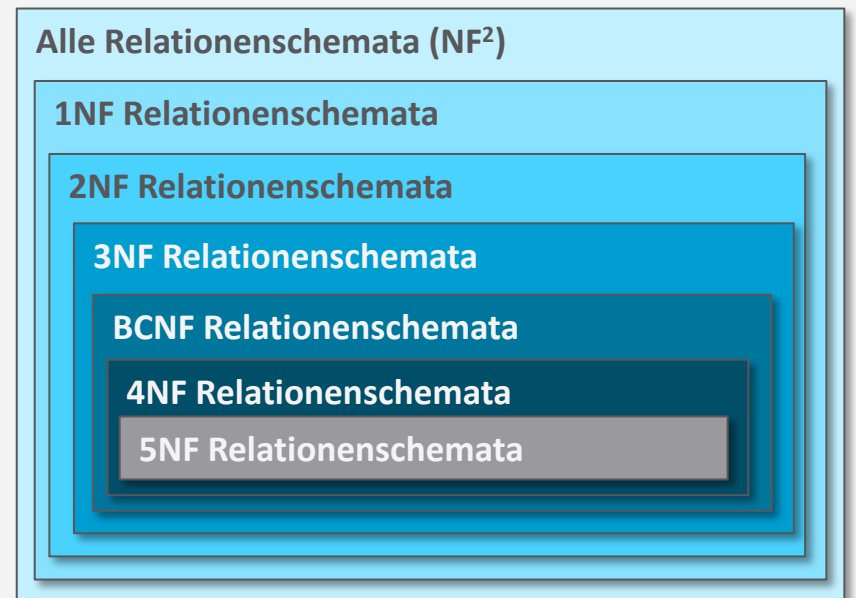 Alle Relationenschemata (NF²)
1NF Relationenschemata
2NF Relationenschemata
3NF Relationenschemata
BCNF Relationenschemata
4NF Relationenschemata
5NF Relationenschemata